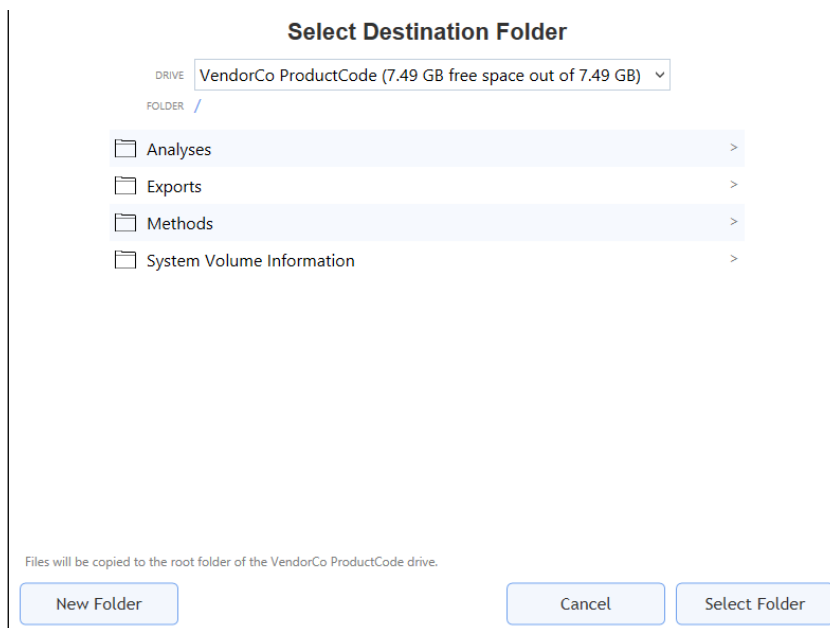 Select Destination Folder
DRIVE VendorCo ProductCode (7.49 GB free space out of 7.49 GB)
FOLDER /
Analyses >
Exports >
Methods >
System Volume Information >
Files will be copied to the root folder of the VendorCo ProductCode drive.
New Folder Cancel Select Folder